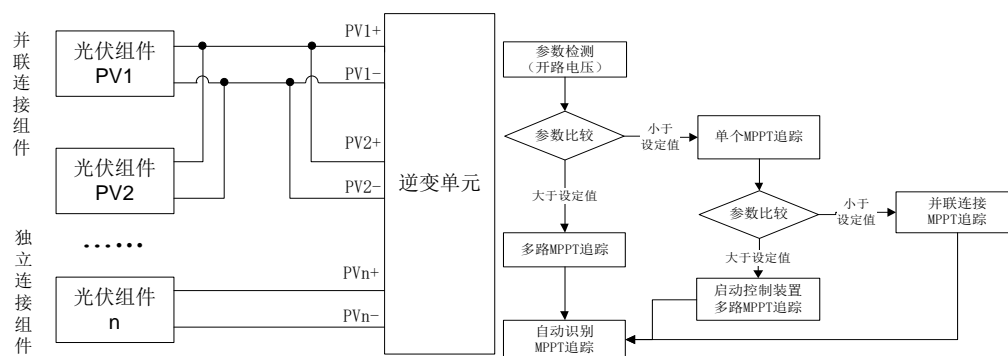 并联连接组件
光伏组件
PV1
光伏组件
PV2
独立连接组件
……
光伏组件
n
PV1+
PV1-
PV2+
PV2-
PVn+
PVn-
逆变单元
参数检测
（开路电压）
参数比较
小于
设定值
大于设定值
多路MPPT追踪
自动识别
MPPT追踪
单个MPPT追踪
参数比较
小于
设定值
大于设定值
启动控制装置
多路MPPT追踪
并联连接
MPPT追踪